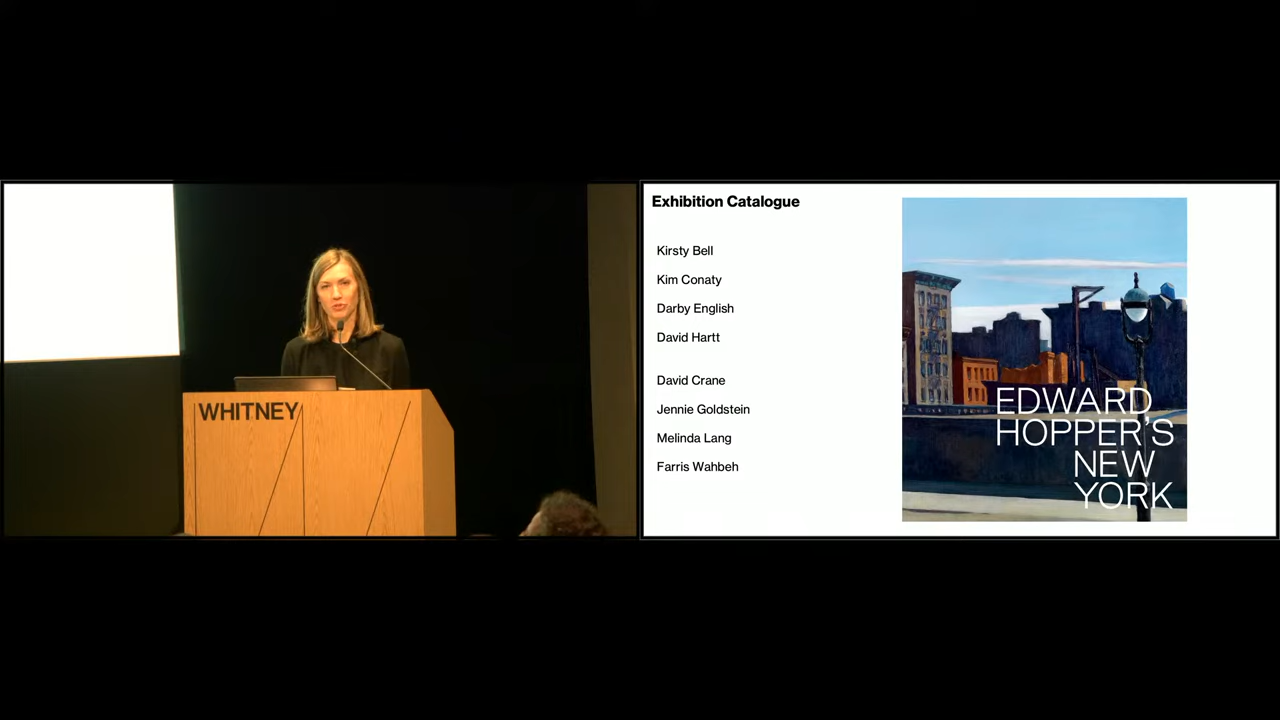 WHITNEY
Exhibition Catalogue
Kirsty Bell
Kim Conaty
Darby English
David Hartt
David Crane
Jennie Goldstein
Melinda Lang
Farris Wahbeh
EDWARD
HOPPER'S
NEW
YORK